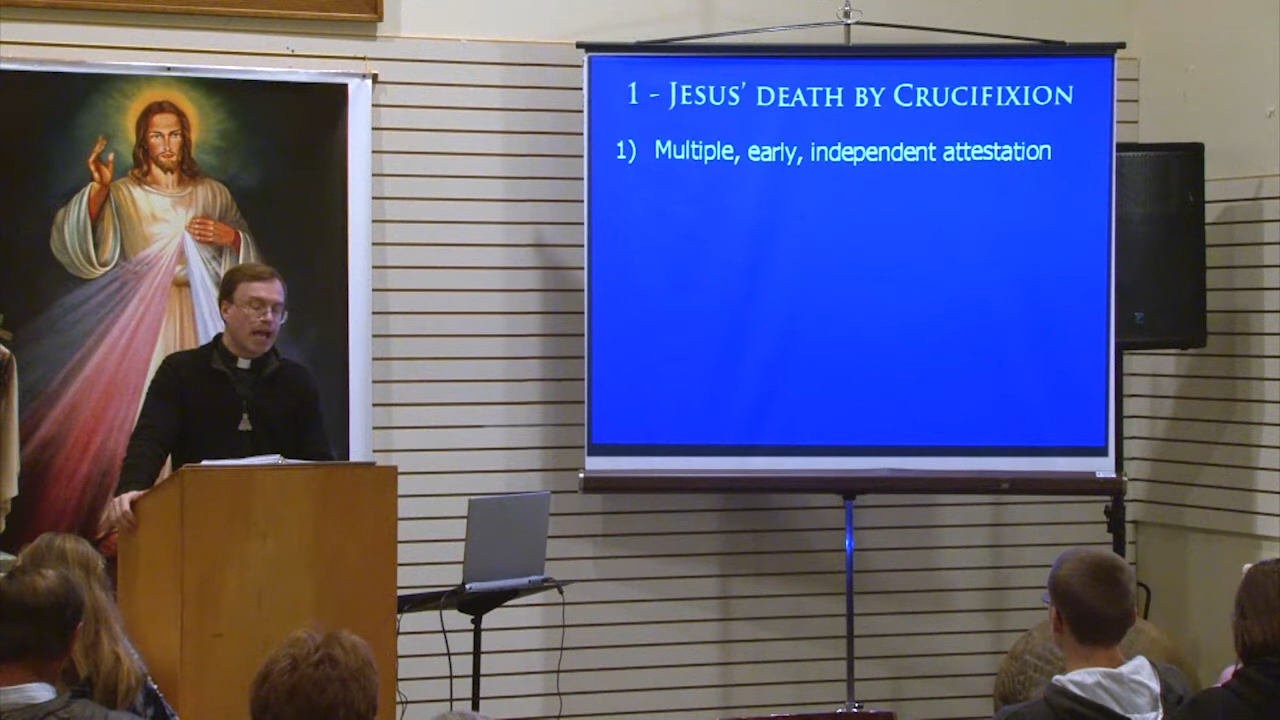 1 - Jesus' death by Crucifixion
1) Multiple, early, independent attestation